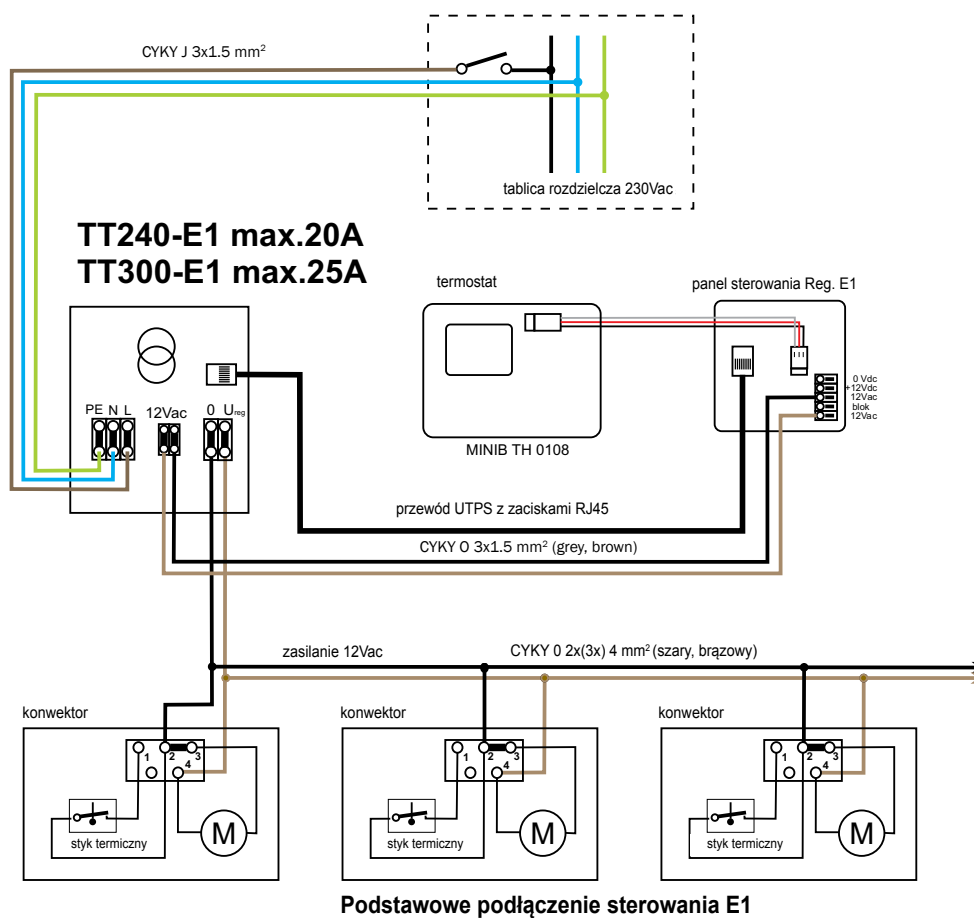 CYKY J 3x1.5 mm²
tablica rozdzielcza 230Vac
TT240-E1 max.20A
TT300-E1 max.25A
termostat
panel sterowania Reg. E1
PE N L
12Vac
0 Ureg
MINIB TH 0108
0 Vdc
+12Vdc
12Vac
blok
12Vac
przewód UTPS z zaciskami RJ45
CYKY O 3x1.5 mm² (grey, brown)
zasilanie 12Vac
CYKY 0 2x(3x) 4 mm² (szary, brązowy)
konwektor
1 2 3
4
styk termiczny
M
konwektor
1 2 3
4
styk termiczny
M
konwektor
1 2 3
4
styk termiczny
M
Podstawowe podłączenie sterowania E1